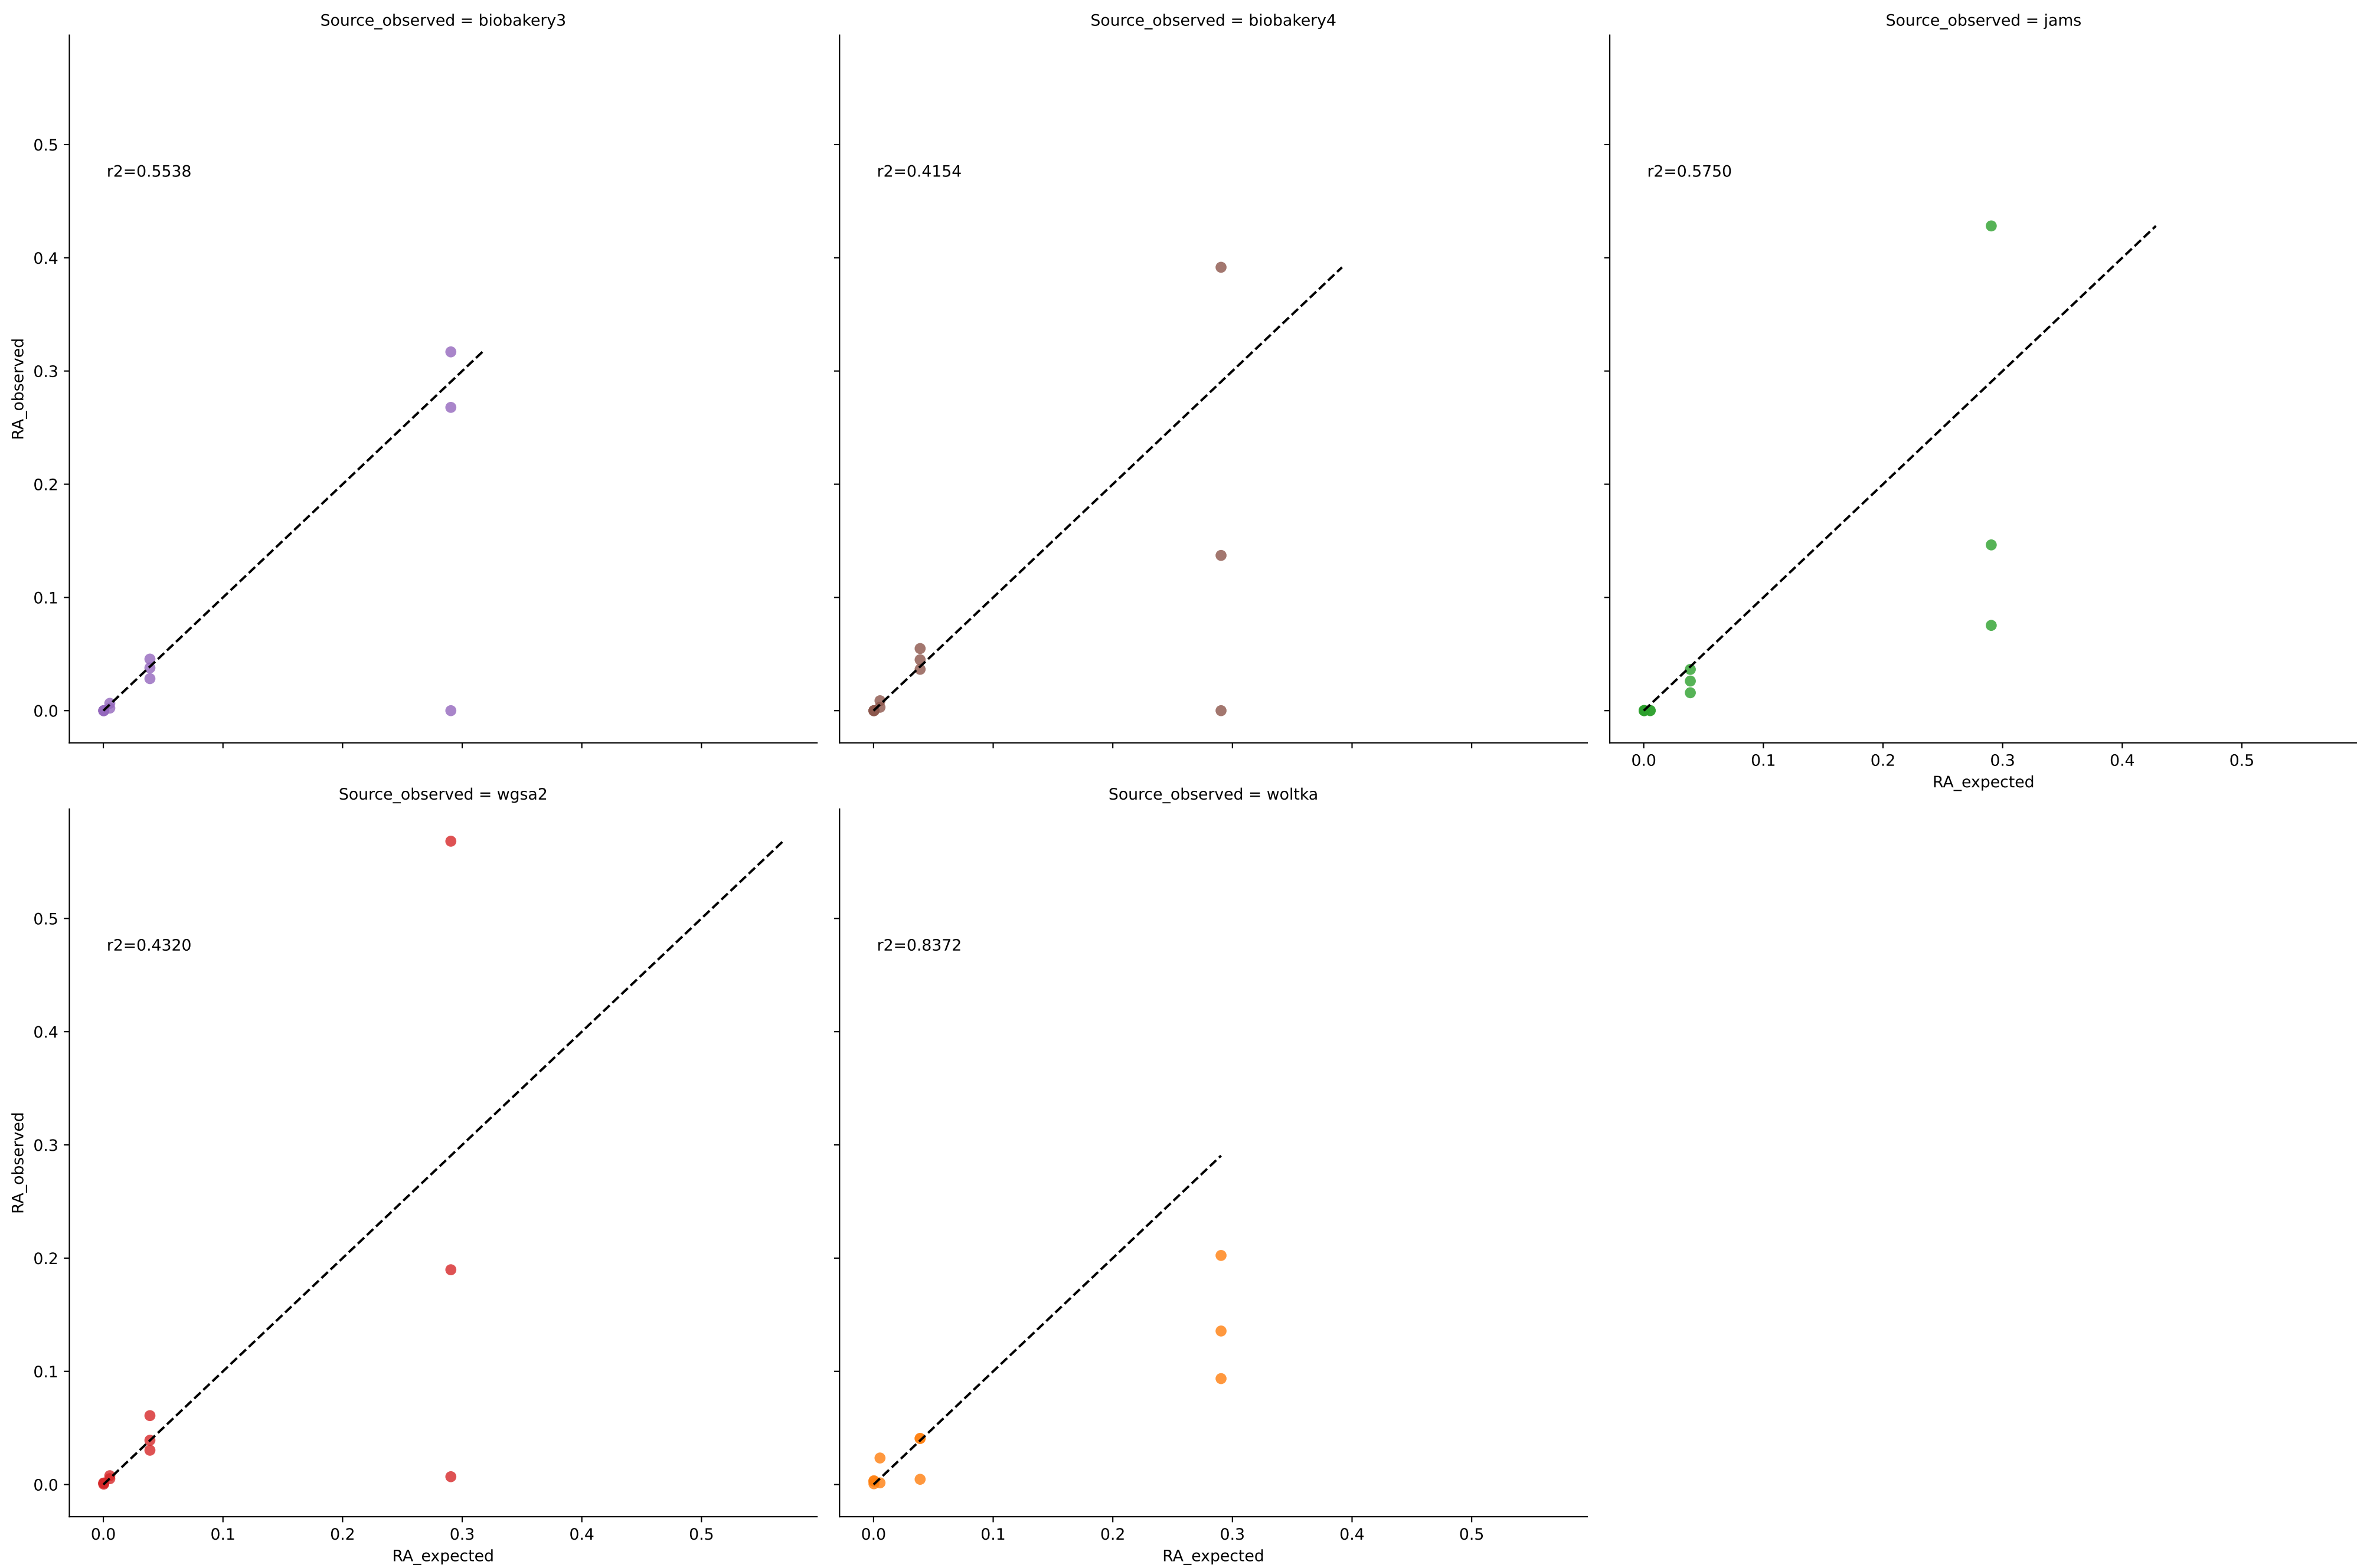 Source_observed = biobakery3
Source_observed = biobakery4
Source_observed = jams
0.5
0.4
0.3
0.2
0.1
0.0
RA_observed
r2=0.5538
r2=0.4154
r2=0.5750
0.0 0.1 0.2 0.3 0.4 0.5
RA_expected
Source_observed = wgsa2
Source_observed = woltka
0.5
0.4
0.3
0.2
0.1
0.0
RA_observed
r2=0.4320
r2=0.8372
0.0 0.1 0.2 0.3 0.4 0.5
RA_expected
0.0 0.1 0.2 0.3 0.4 0.5
RA_expected